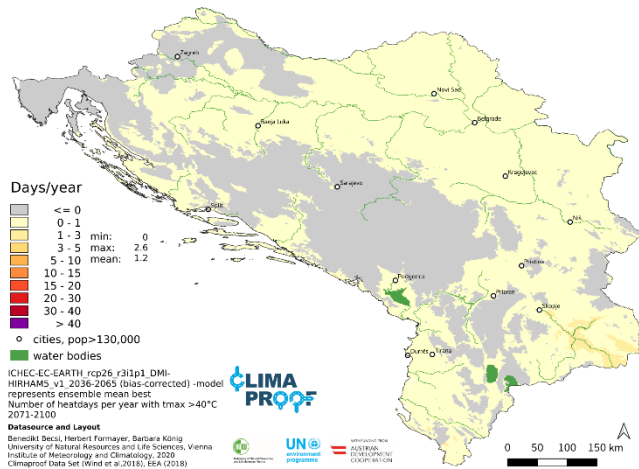 Zagreb
Novi Sad
Banja Luka
Belgrade
Kragujevac
Sarajevo
Split
Nis
Pristina
Podgorica
Prizren
Skopje
Durres
Tirana
Days/year
<= 0
0 - 1
1 - 3
3 - 5
5 - 10
10 - 15
15 - 20
20 - 30
30 - 40
> 40
min: 0
max: 2.6
mean: 1.2
cities, pop>130,000
water bodies
ICHEC-EC-EARTH_rcp26_r3i1p1_DMI-
HIRHAM5_v1_2036-2065 (bias-corrected) -model
represents ensemble mean best
Number of heatdays per year with tmax >40°C
2071-2100
Datasource and Layout
Benedikt Becsi, Herbert Formayer, Barbara König
University of Natural Resources and Life Sciences, Vienna
Institute of Meteorology and Climatology, 2020
Climaproof Data Set (Wind et al,2018), EEA (2018)
CLIMA
PROOF
UN
environment
programme
WITH FUNDING FROM
AUSTRIAN
DEVELOPMENT
COOPERATION
0 50 100 150 km